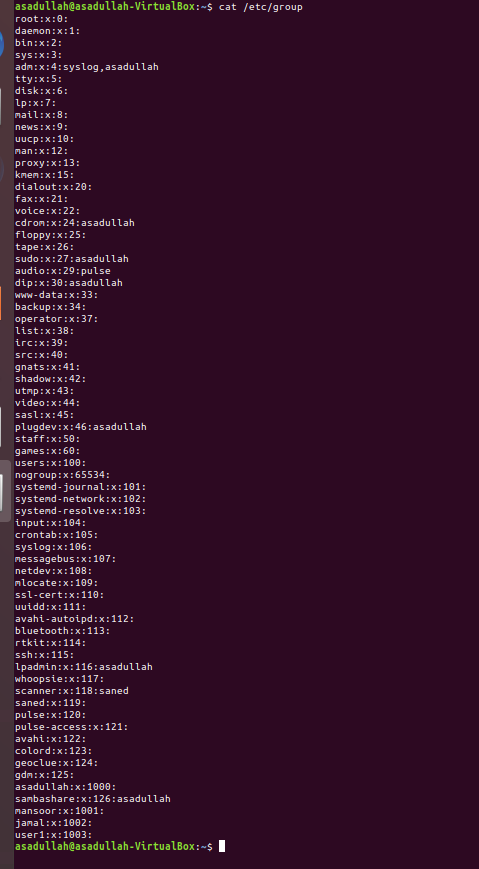 asadullah@asadullah-VirtualBox:~$ cat /etc/group
root:x:0:
daemon:x:1:
bin:x:2:
sys:x:3:
adm:x:4:syslog,asadullah
tty:x:5:
disk:x:6:
lp:x:7:
mail:x:8:
news:x:9:
uucp:x:10:
man:x:12:
proxy:x:13:
kmem:x:15:
dialout:x:20:
fax:x:21:
voice:x:22:
cdrom:x:24:asadullah
floppy:x:25:
tape:x:26:
sudo:x:27:asadullah
audio:x:29:pulse
dip:x:30:asadullah
www-data:x:33:
backup:x:34:
operator:x:37:
list:x:38:
irc:x:39:
src:x:40:
gnats:x:41:
shadow:x:42:
utmp:x:43:
video:x:44:
sasl:x:45:
plugdev:x:46:asadullah
staff:x:50:
games:x:60:
users:x:100:
nogroup:x:65534:
systemd-journal:x:101:
systemd-network:x:102:
systemd-resolve:x:103:
input:x:104:
crontab:x:105:
syslog:x:106:
messagebus:x:107:
netdev:x:108:
mlocate:x:109:
ssl-cert:x:110:
uuidd:x:111:
avahi-autoipd:x:112:
bluetooth:x:113:
rtkit:x:114:
ssh:x:115:
lpadmin:x:116:asadullah
whoopsie:x:117:
scanner:x:118:saned
saned:x:119:
pulse:x:120:
pulse-access:x:121:
avahi:x:122:
colord:x:123:
geoclue:x:124:
gdm:x:125:
asadullah:x:1000:
sambashare:x:126:asadullah
mansoor:x:1001:
jamal:x:1002:
user1:x:1003:
asadullah@asadullah-VirtualBox:~$